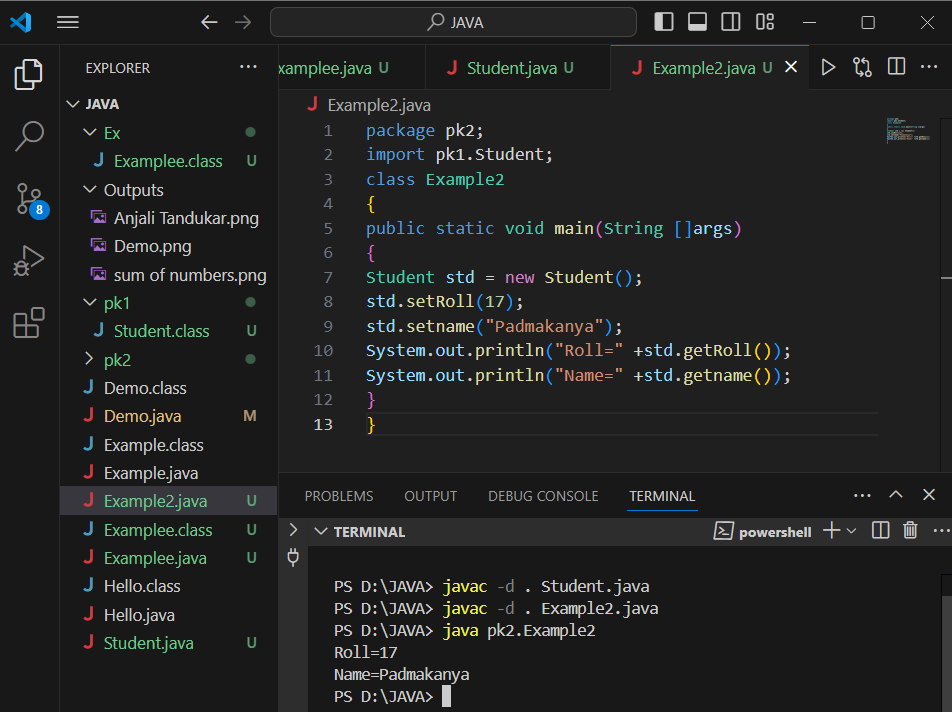 JAVA
EXPLORER
JAVA
Ex
Examplee.class U
Outputs
Anjali Tandukar.png
Demo.png
sum of numbers.png
pk1
Student.class U
pk2
Demo.class
Demo.java M
Example.class
Example.java
Example2.java U
Examplee.class U
Examplee.java U
Hello.class
Hello.java
Student.java U
8
xamplee.java U
Student.java U
Example2.java U
Example2.java
1 package pk2;
2 import pk1.Student;
3 class Example2
4 {
5 public static void main(String []args)
6 {
7 Student std = new Student();
8 std.setRoll(17);
9 std.setname("Padmakanya");
10 System.out.println("Roll=" +std.getRoll());
11 System.out.println("Name=" +std.getname());
12 }
13 }
PROBLEMS OUTPUT DEBUG CONSOLE TERMINAL
TERMINAL powershell
PS D:\JAVA> javac -d . Student.java
PS D:\JAVA> javac -d . Example2.java
PS D:\JAVA> java pk2.Example2
Roll=17
Name=Padmakanya
PS D:\JAVA>